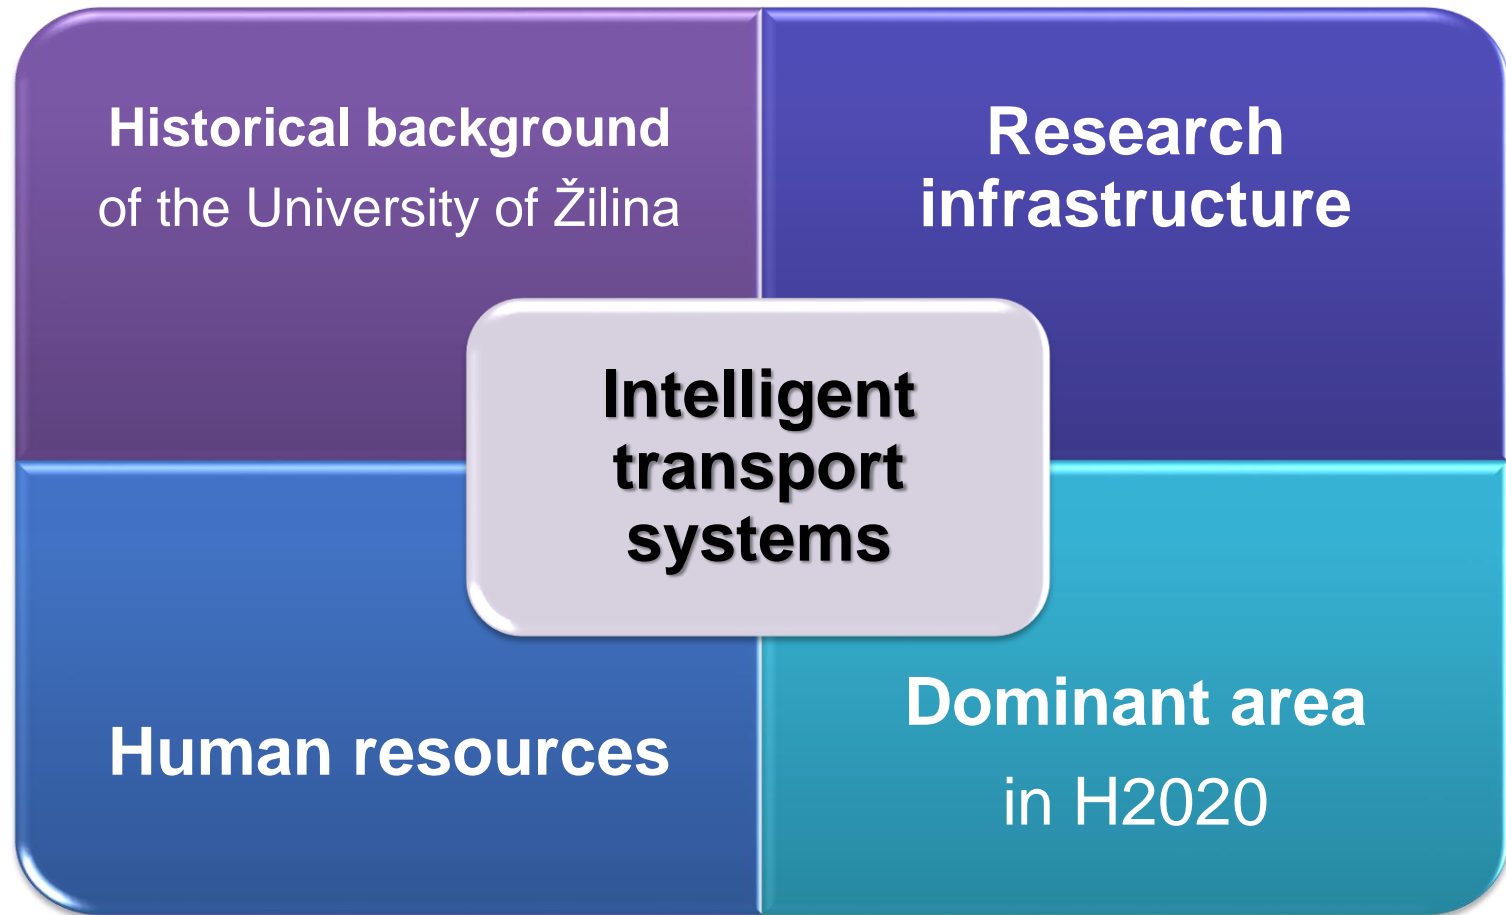 Historical background
of the University of Žilina
Research
infrastructure
Intelligent
transport
systems
Human resources
Dominant area
in H2020